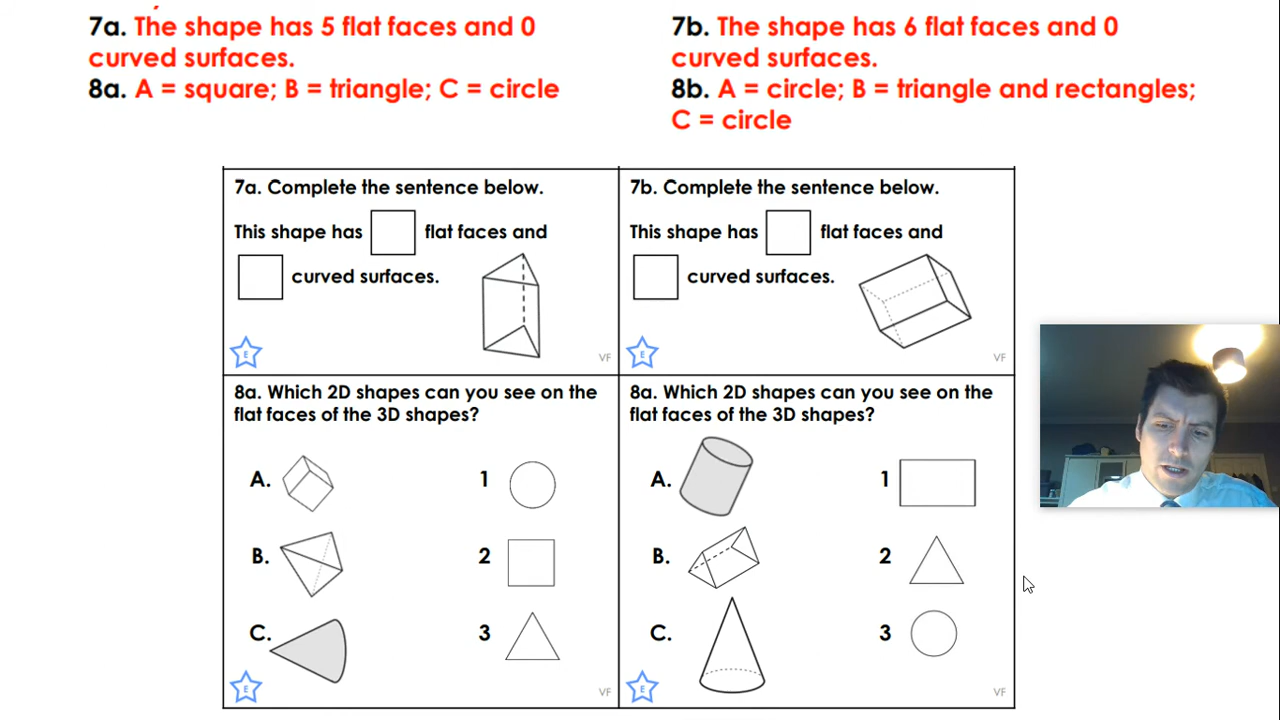 7a. The shape has 5 flat faces and 0
curved surfaces.
8a. A = square; B = triangle; C = circle
7b. The shape has 6 flat faces and 0
curved surfaces.
8b. A = circle; B = triangle and rectangles;
C = circle
7a. Complete the sentence below.
This shape has flat faces and
curved surfaces.
E
VF
7b. Complete the sentence below.
This shape has flat faces and
curved surfaces.
E
VF
8a. Which 2D shapes can you see on the
flat faces of the 3D shapes?
A. 1
B. 2
C. 3
E
VF
8a. Which 2D shapes can you see on the
flat faces of the 3D shapes?
A. 1
B. 2
C. 3
E
VF